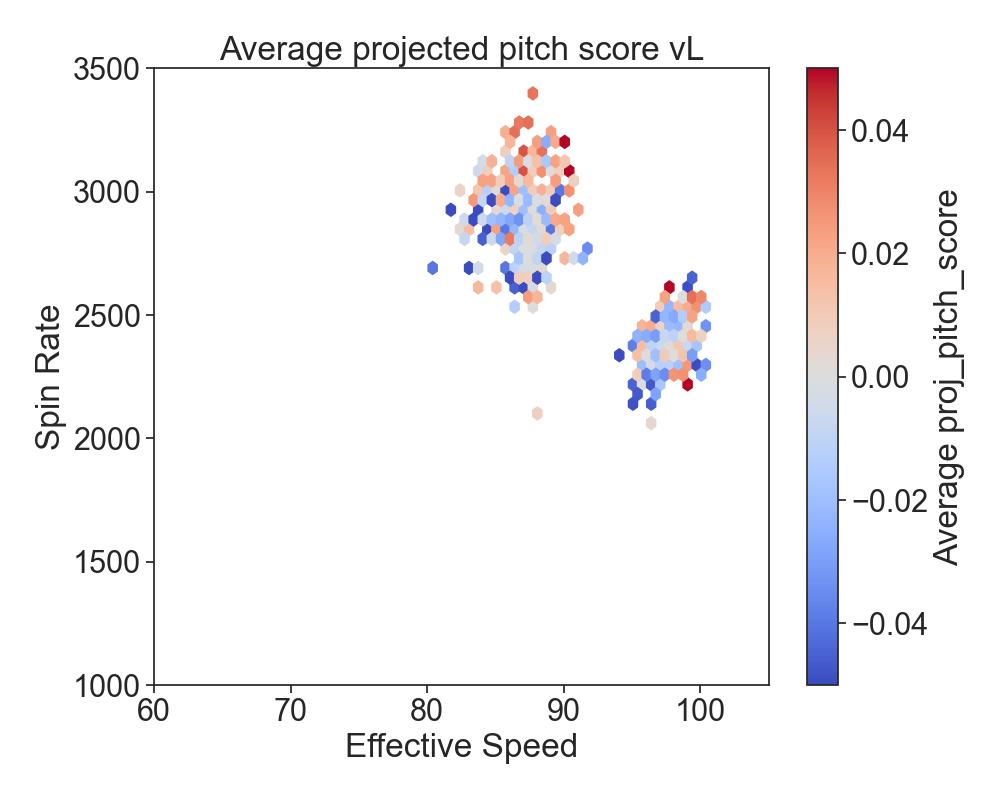 Average projected pitch score vL
3500
3000
2500
2000
1500
1000
Spin Rate
60 70 80 90 100
Effective Speed
0.04
0.02
0.00
−0.02
−0.04
Average proj_pitch_score